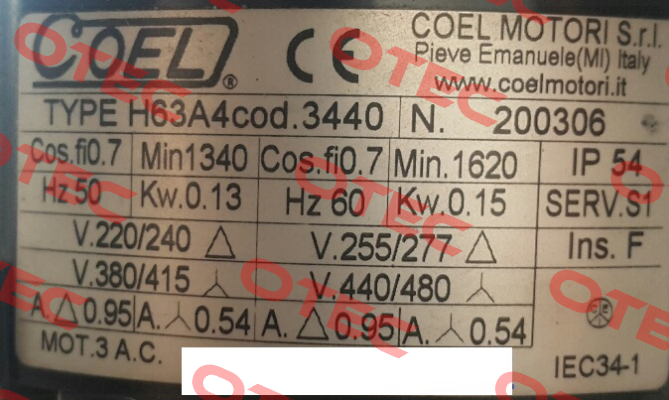 COEL ® CE COEL MOTORI S.r.l.
Pieve Emanuele(MI) Italy
www.coelmotori.it
TYPE H63A4cod.3440 N. 200306
Cos.fi0.7 Min1340 Cos.fi0.7 Min.1620 IP 54
Hz 50 Kw.0.13 Hz 60 Kw.0.15 SERV.S1
V.220/240 △ V.255/277 △ Ins. F
V.380/415 ⅄ V.440/480 ⅄
A. △ 0.95 A. ⅄ 0.54 A. △ 0.95 A. ⅄ 0.54
MOT.3 A.C. IEC34-1
OTEC